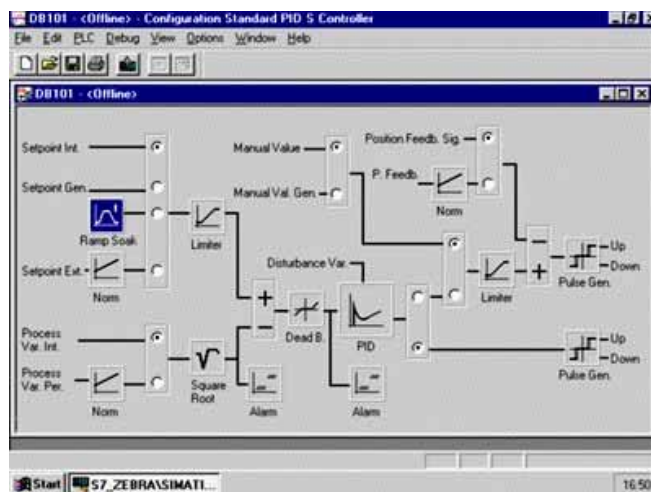 DB101 - <Offline> - Configuration Standard PID S Controller
File Edit PLC Debug View Options Window Help
DB101 - <Offline>
Setpoint Int.
Manual Value
Position Feedb. Sig.
Setpoint Gen.
Manual Val. Gen.
P. Feedb.
Norm
Ramp Soak
Limiter
Up
Down
Pulse Gen.
Setpoint Ext.
Norm
Disturbance Var.
Limiter
Process
Var. Int.
Dead B.
PID
Up
Down
Pulse Gen.
Process
Var. Per.
Norm
Square
Root
Alarm
Alarm
Start
S7_ZEBRA\SIMATI...
16:50